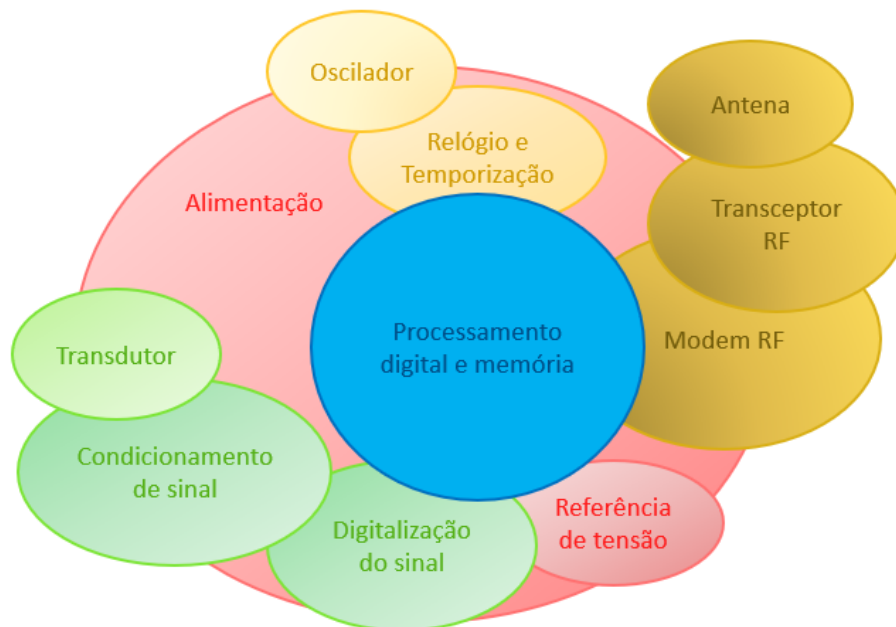 Oscilador
Antena
Relógio e
Temporização
Alimentação
Transceptor
RF
Processamento
digital e memória
Modem RF
Transdutor
Condicionamento
de sinal
Digitalização
do sinal
Referência
de tensão